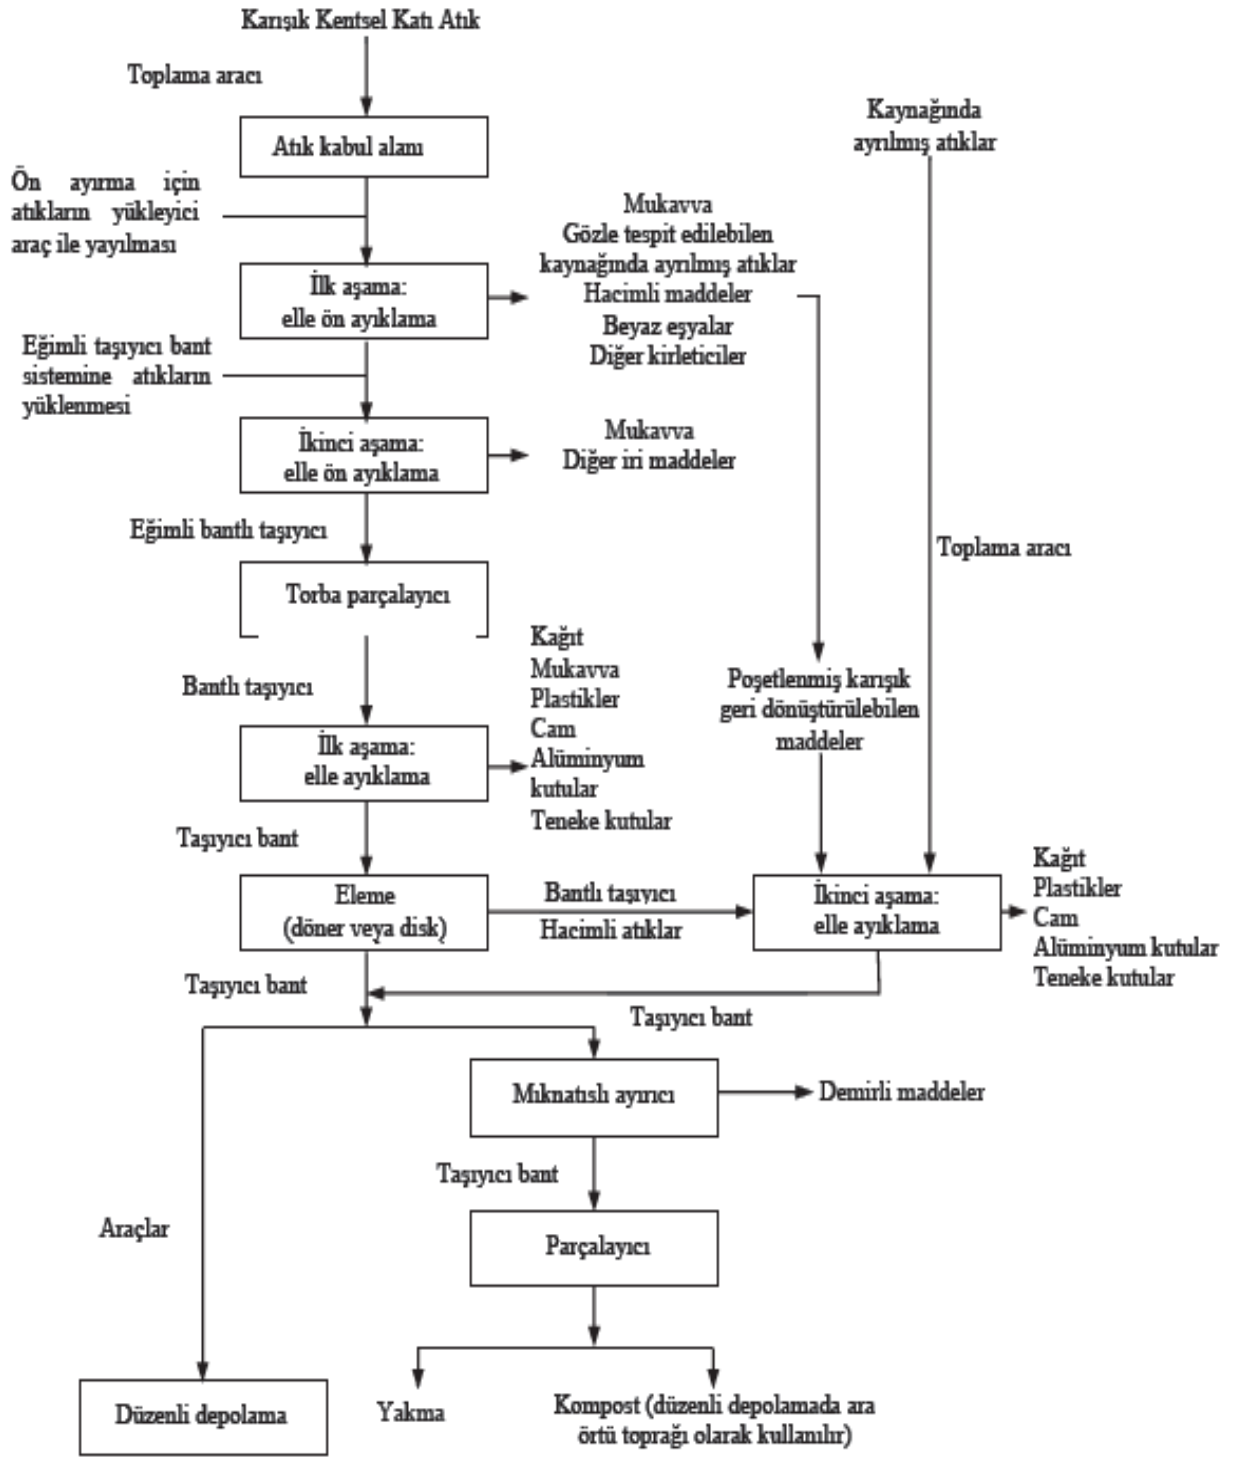 Karışık Kentsel Katı Atık
Toplama aracı
Atık kabul alanı
Kaynağında
ayrılmış atıklar
Ön ayırma için
atıkların yükleyici
araç ile yayılması
İlk aşama:
elle ön ayıklama
Mukavva
Gözle tespit edilebilen
kaynağında ayrılmış atıklar
Hacimli maddeler
Beyaz eşyalar
Diğer kirleticiler
Eğimli taşıyıcı bant
sistemine atıkların
yüklenmesi
İkinci aşama:
elle ön ayıklama
Mukavva
Diğer iri maddeler
Eğimli bantlı taşıyıcı
Toplama aracı
Torba parçalayıcı
Bantlı taşıyıcı
Kağıt
Mukavva
Plastikler
Cam
Alüminyum
kutular
Teneke kutular
Poşetlenmiş karışık
geri dönüştürülebilen
maddeler
İlk aşama:
elle ayıklama
Taşıyıcı bant
Eleme
(döner veya disk)
Bantlı taşıyıcı
Hacimli atıklar
İkinci aşama:
elle ayıklama
Kağıt
Plastikler
Cam
Alüminyum kutular
Teneke kutular
Taşıyıcı bant
Taşıyıcı bant
Mıknatıslı ayırıcı
Demirli maddeler
Taşıyıcı bant
Araçlar
Parçalayıcı
Düzenli depolama
Yakma
Kompost (düzenli depolamada ara
örtü toprağı olarak kullanılır)